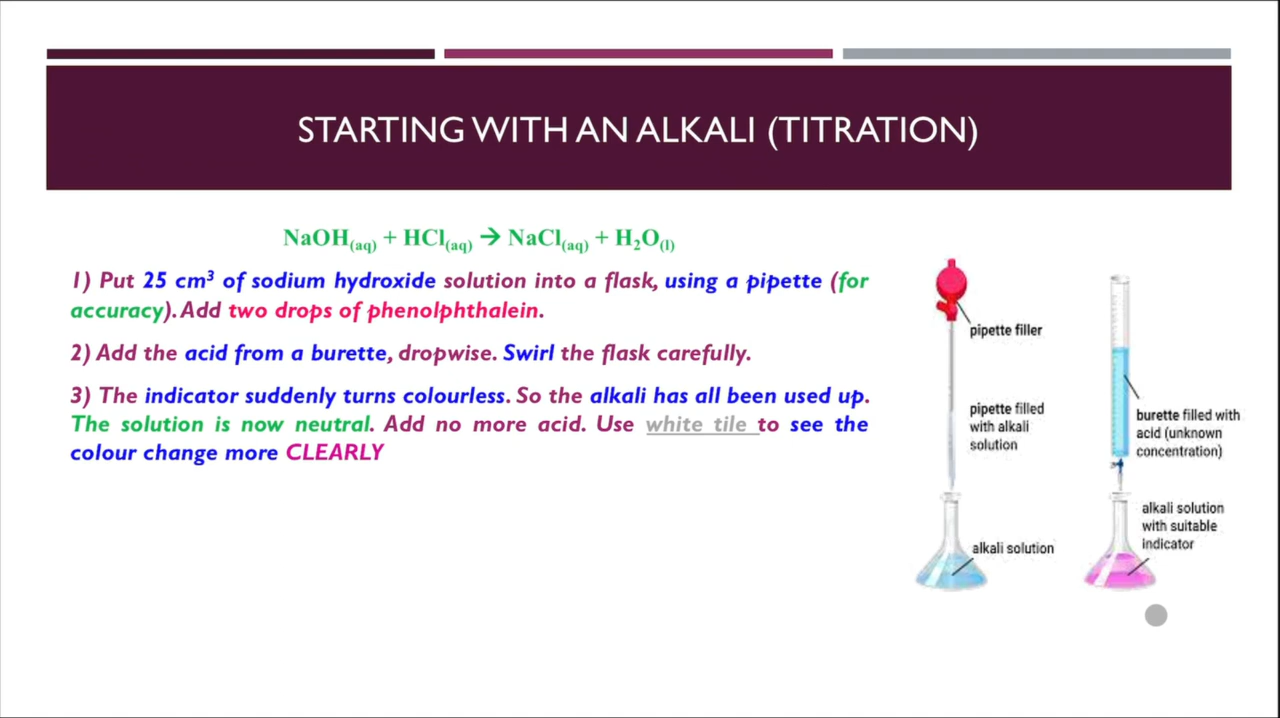 STARTING WITH AN ALKALI (TITRATION)
NaOH(aq) + HCl(aq) → NaCl(aq) + H₂O(l)
1) Put 25 cm³ of sodium hydroxide solution into a flask, using a pipette (for
accuracy). Add two drops of phenolphthalein.
2) Add the acid from a burette, dropwise. Swirl the flask carefully.
3) The indicator suddenly turns colourless. So the alkali has all been used up.
The solution is now neutral. Add no more acid. Use white tile to see the
colour change more CLEARLY
pipette filler
pipette filled
with alkali
solution
alkali solution
burette filled with
acid (unknown
concentration)
alkali solution
with suitable
indicator